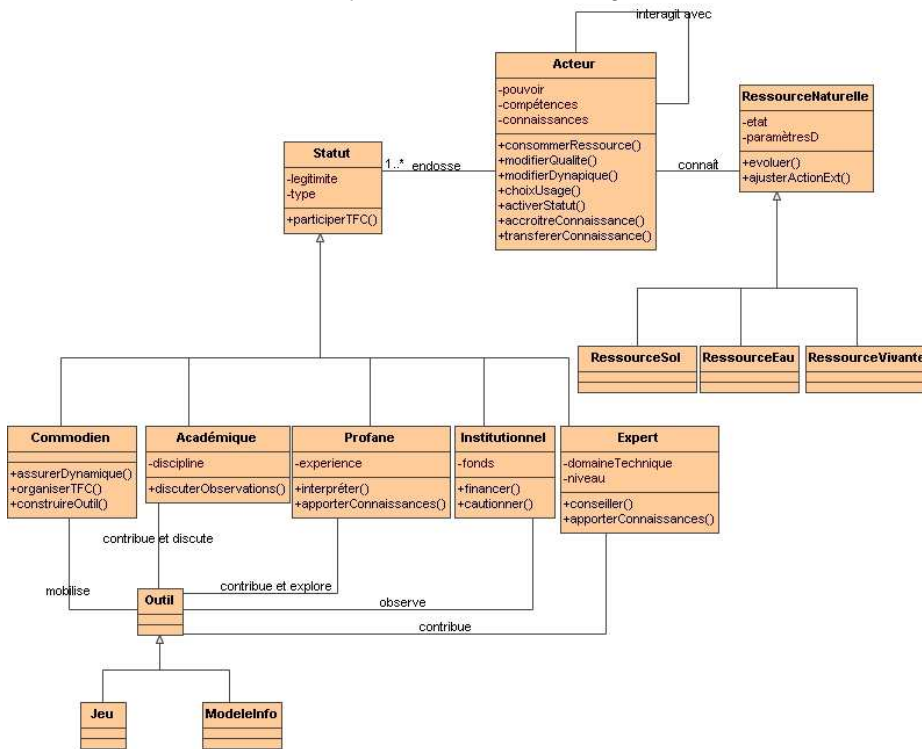 interagit avec
Acteur
-pouvoir
-compétences
-connaissances
+consommerRessource()
+modifierQualite()
+modifierDynapique()
+choixUsage()
+activerStatut()
+accroitreConnaissance()
+transfererConnaissance()
RessourceNaturelle
-etat
-paramètresD
+evoluer()
+ajusterActionExt()
Statut
-legitimite
-type
+participerTFC()
1..* endosse
connaît
RessourceSol
RessourceEau
RessourceVivante
Commodien
+assurerDynamique()
+organiserTFC()
+construireOutil()
Académique
-discipline
+discuterObservations()
Profane
-experience
+interpréter()
+apporterConnaissances()
Institutionnel
-fonds
+financer()
+cautionner()
Expert
-domaineTechnique
-niveau
+conseiller()
+apporterConnaissances()
contribue et discute
mobilise
contribue et explore
observe
contribue
Outil
Jeu
ModeleInfo